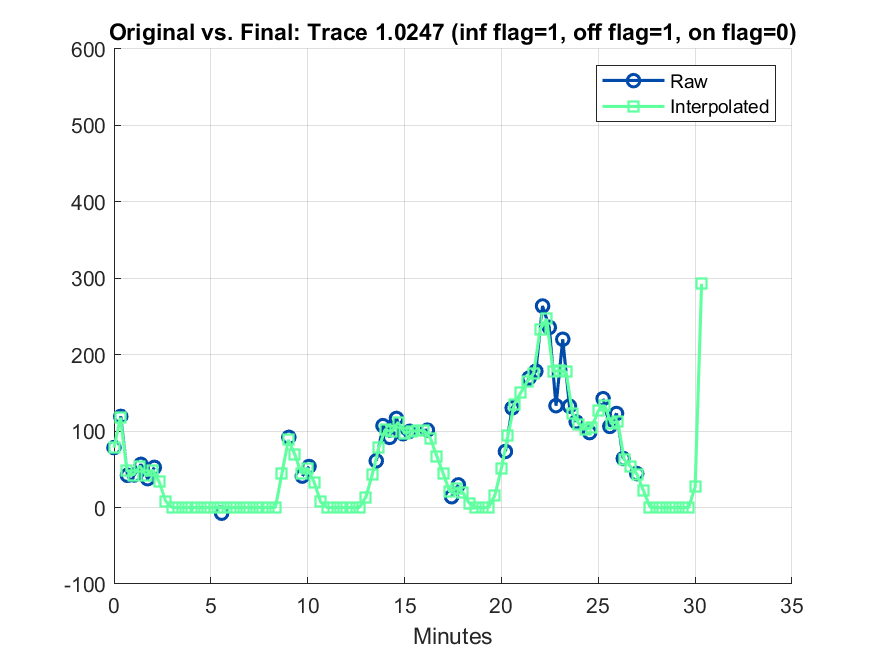 Original vs. Final: Trace 1.0247 (inf flag=1, off flag=1, on flag=0)
600
500
400
300
200
100
0
-100
Raw
Interpolated
0 5 10 15 20 25 30 35
Minutes